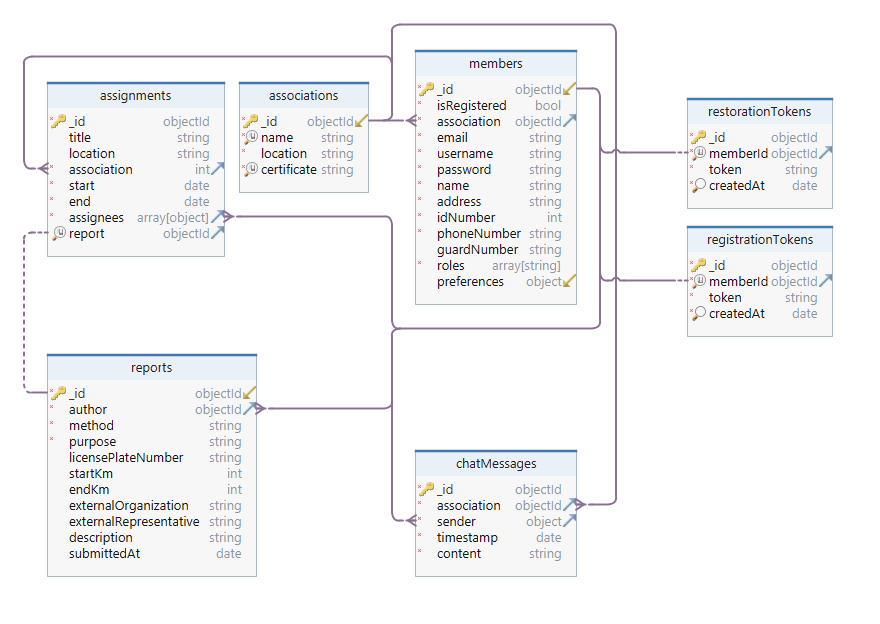 assignments
_id objectId
title string
location string
association int
start date
end date
assignees array[object]
report objectId
associations
_id objectId
name string
location string
certificate string
members
_id objectId
isRegistered bool
association objectId
email string
username string
password string
name string
address string
idNumber int
phoneNumber string
guardNumber string
roles array[string]
preferences object
restorationTokens
_id objectId
memberId objectId
token string
createdAt date
registrationTokens
_id objectId
memberId objectId
token string
createdAt date
reports
_id objectId
author objectId
method string
purpose string
licensePlateNumber string
startKm int
endKm int
externalOrganization string
externalRepresentative string
description string
submittedAt date
chatMessages
_id objectId
association objectId
sender object
timestamp date
content string